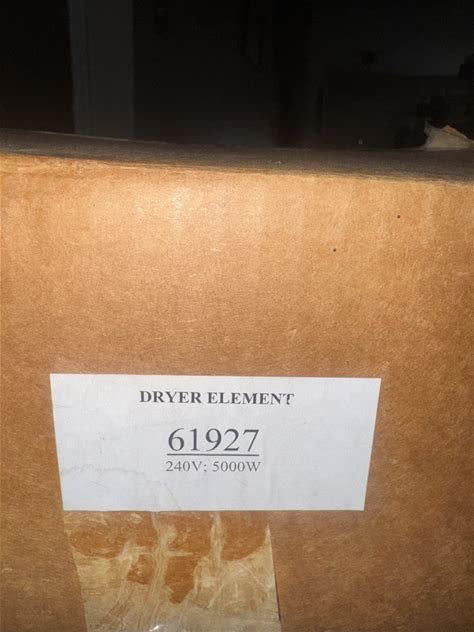 DRYER ELEMENT
61927
240V; 5000W